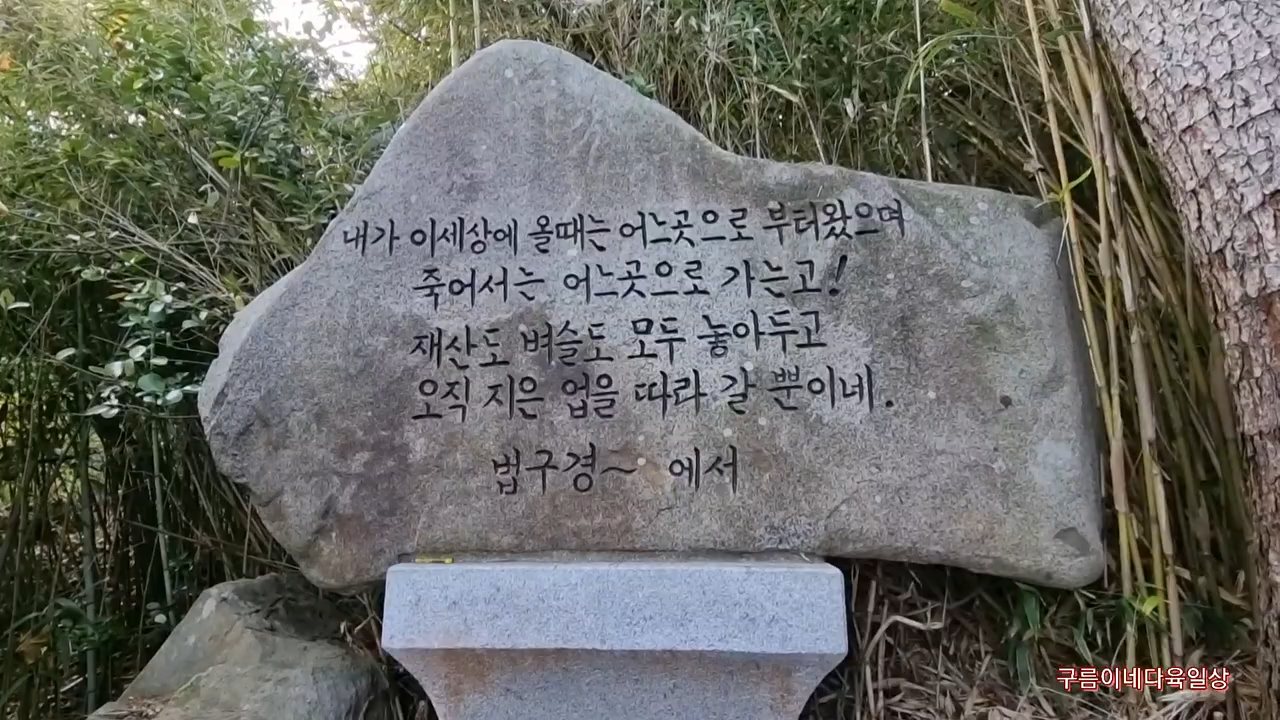 내가 이세상에 올때는 어느곳으로 부터왔으며
죽어서는 어느곳으로 가는고!
재산도 벼슬도 모두 놓아두고
오직 지은 업을 따라 갈 뿐이네.
법구경~ 에서
구름이네다육일상